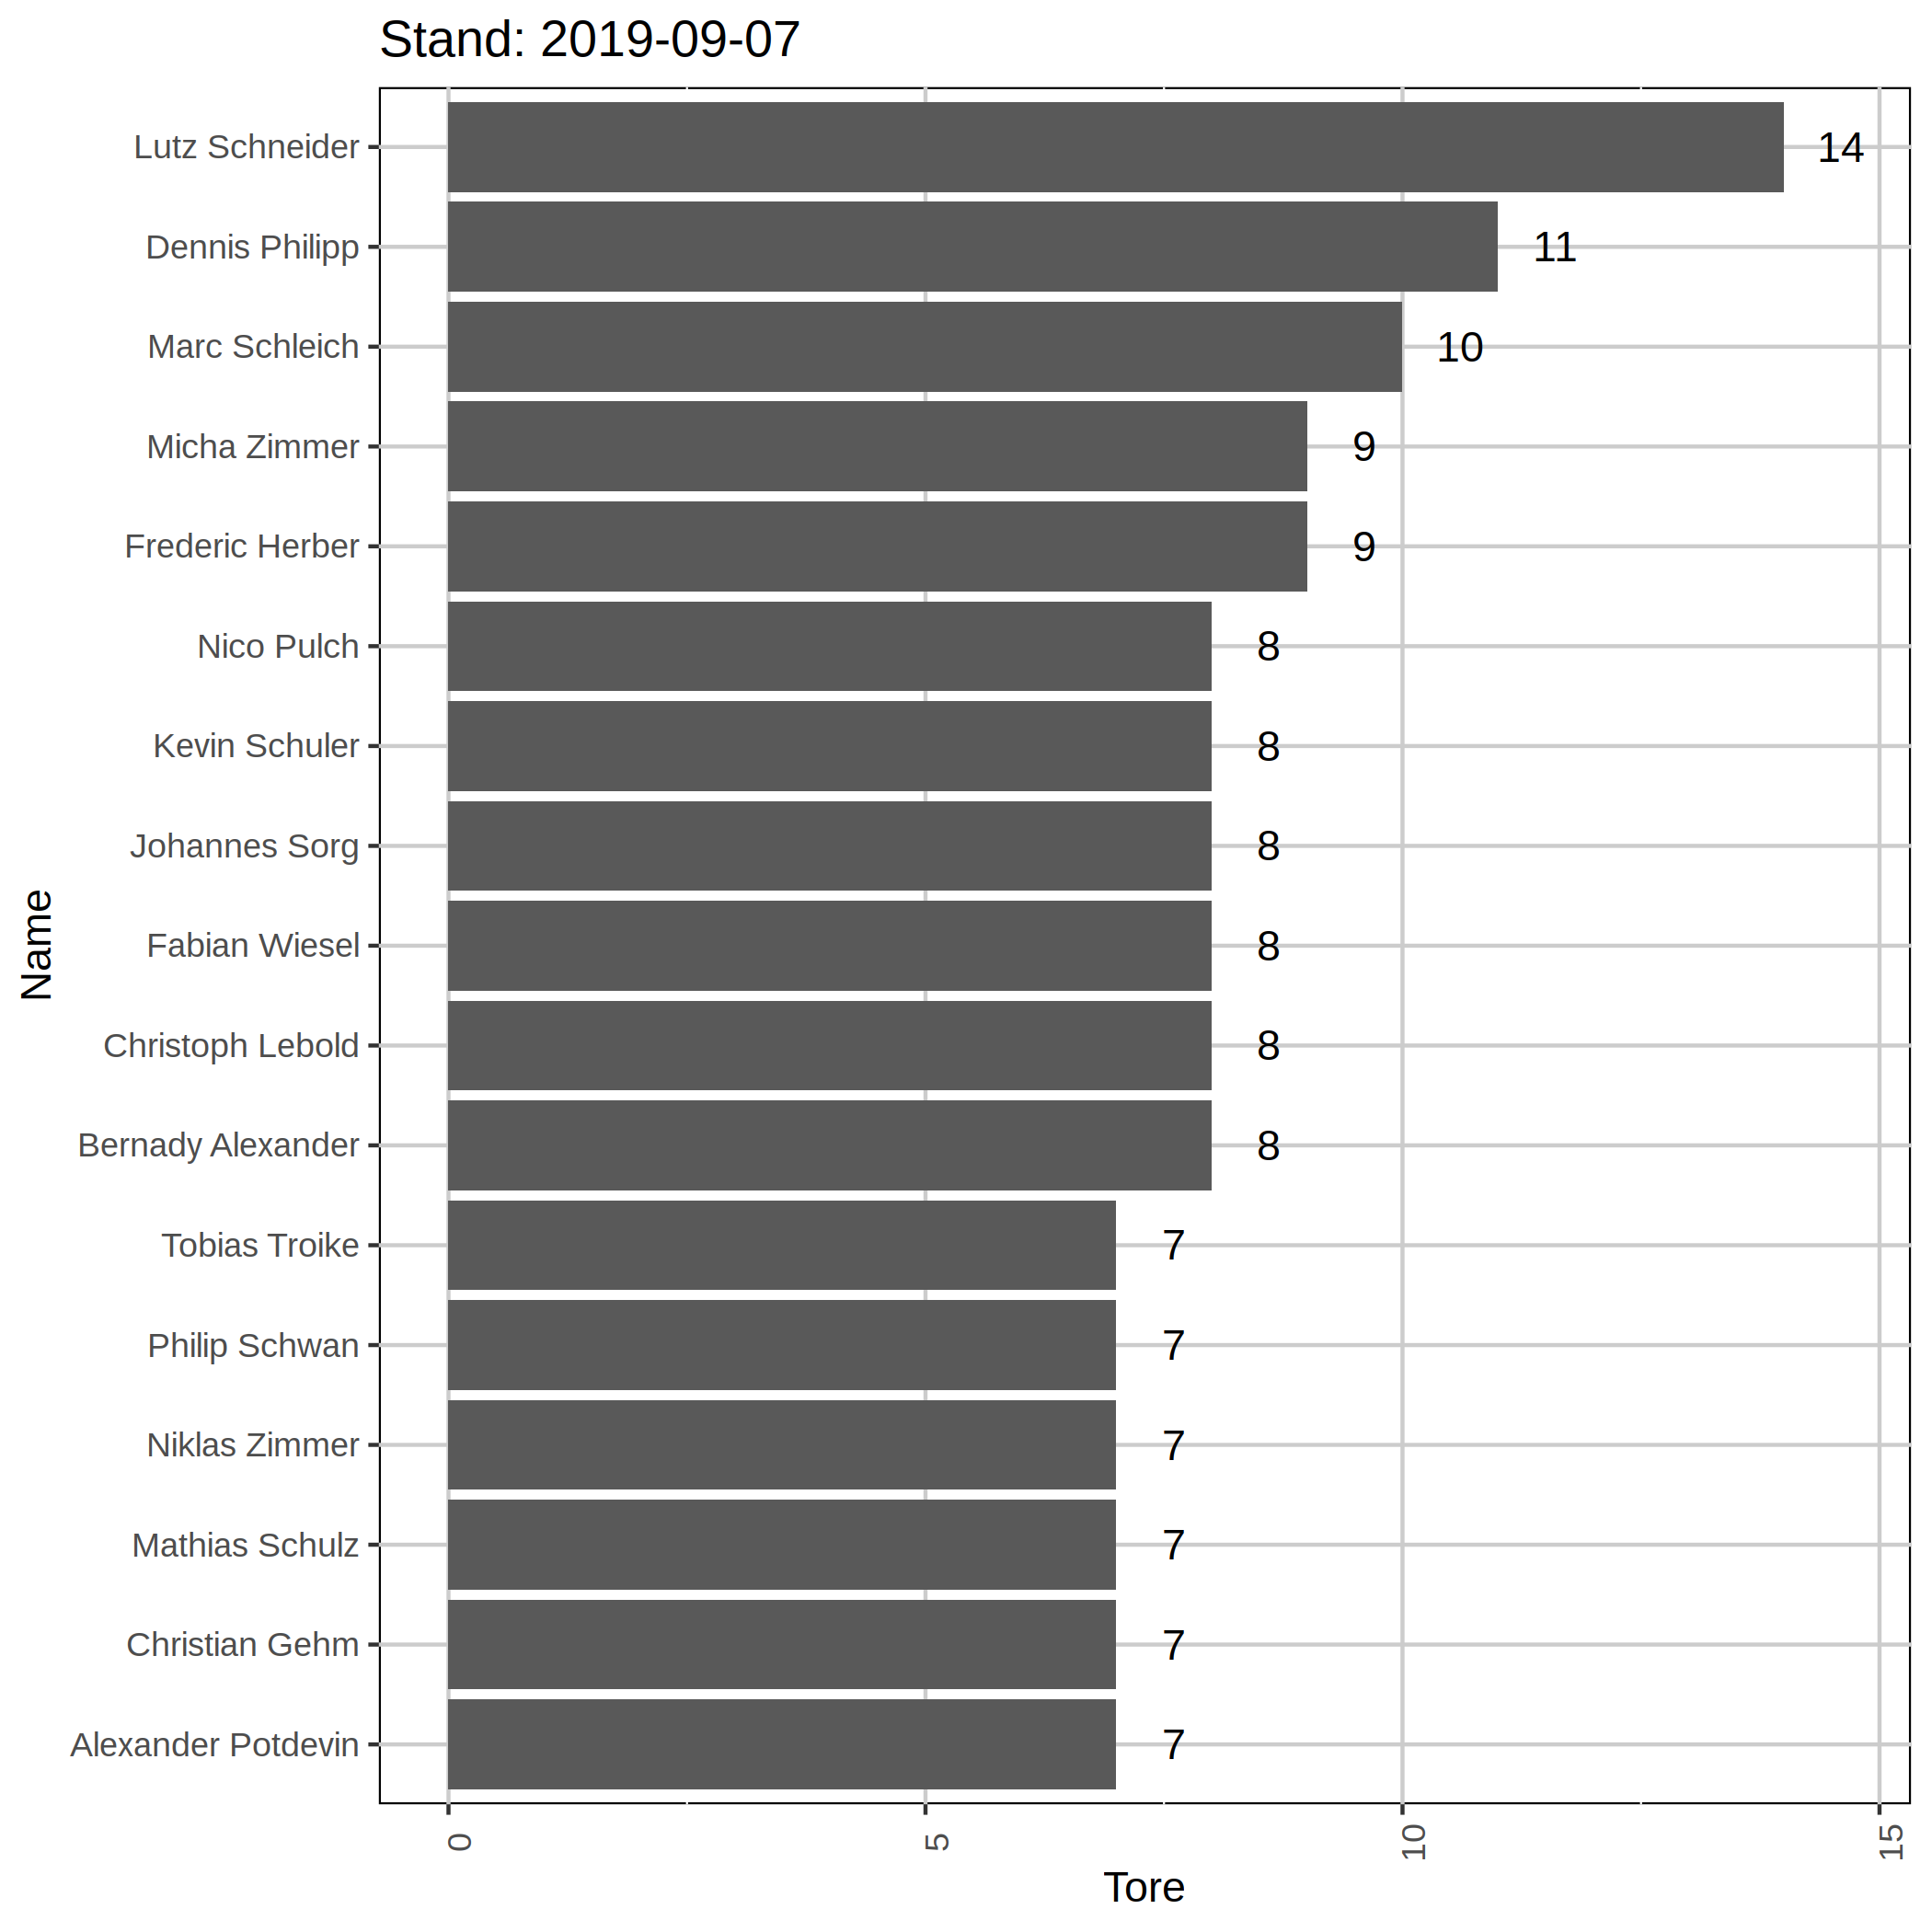 Stand: 2019-09-07
Lutz Schneider 14
Dennis Philipp 11
Marc Schleich 10
Micha Zimmer 9
Frederic Herber 9
Nico Pulch 8
Kevin Schuler 8
Johannes Sorg 8
Fabian Wiesel 8
Christoph Lebold 8
Bernady Alexander 8
Tobias Troike 7
Philip Schwan 7
Niklas Zimmer 7
Mathias Schulz 7
Christian Gehm 7
Alexander Potdevin 7
Name
0 5 10 15
Tore